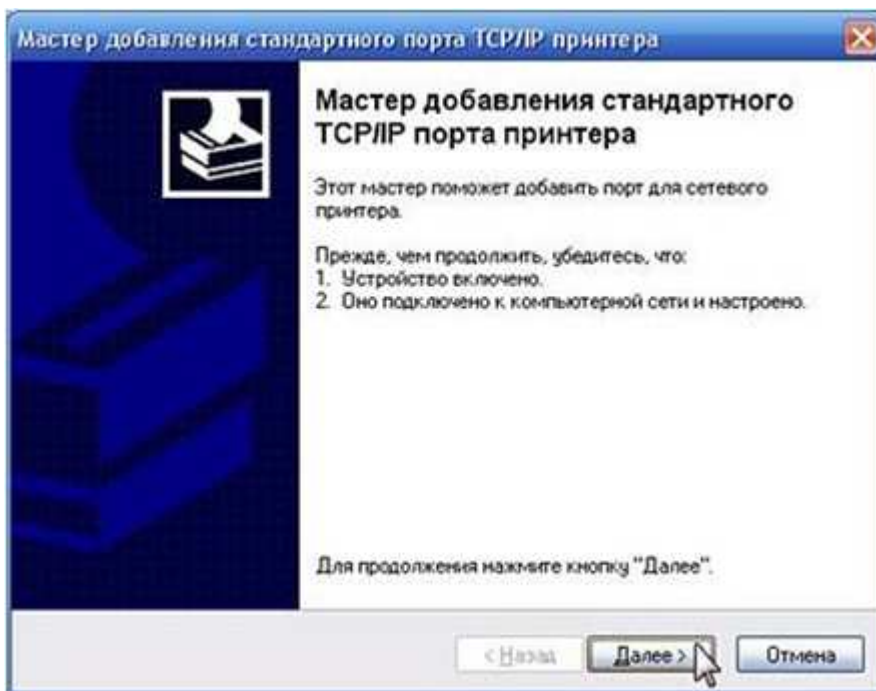 Мастер добавления стандартного порта TCP/IP принтера
Мастер добавления стандартного
TCP/IP порта принтера
Этот мастер поможет добавить порт для сетевого
принтера.
Прежде, чем продолжить, убедитесь, что:
1. Устройство включено.
2. Оно подключено к компьютерной сети и настроено.
Для продолжения нажмите кнопку "Далее".
< Назад Далее > Отмена